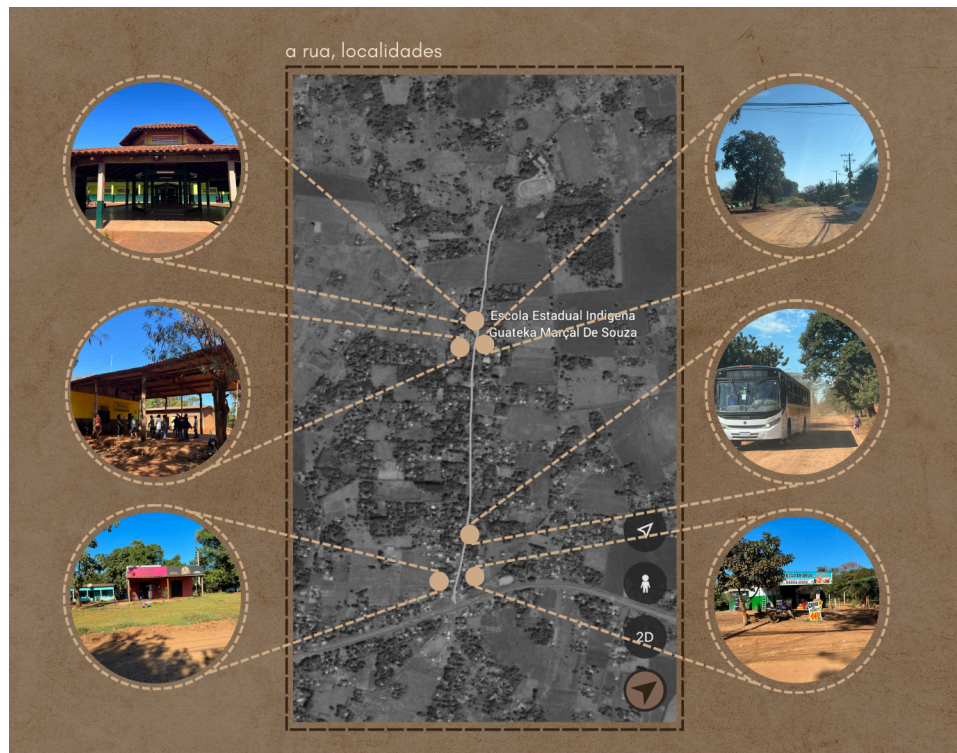 a rua, localidades
Escola Estadual Indígena
Guateka Marçal De Souza
2D